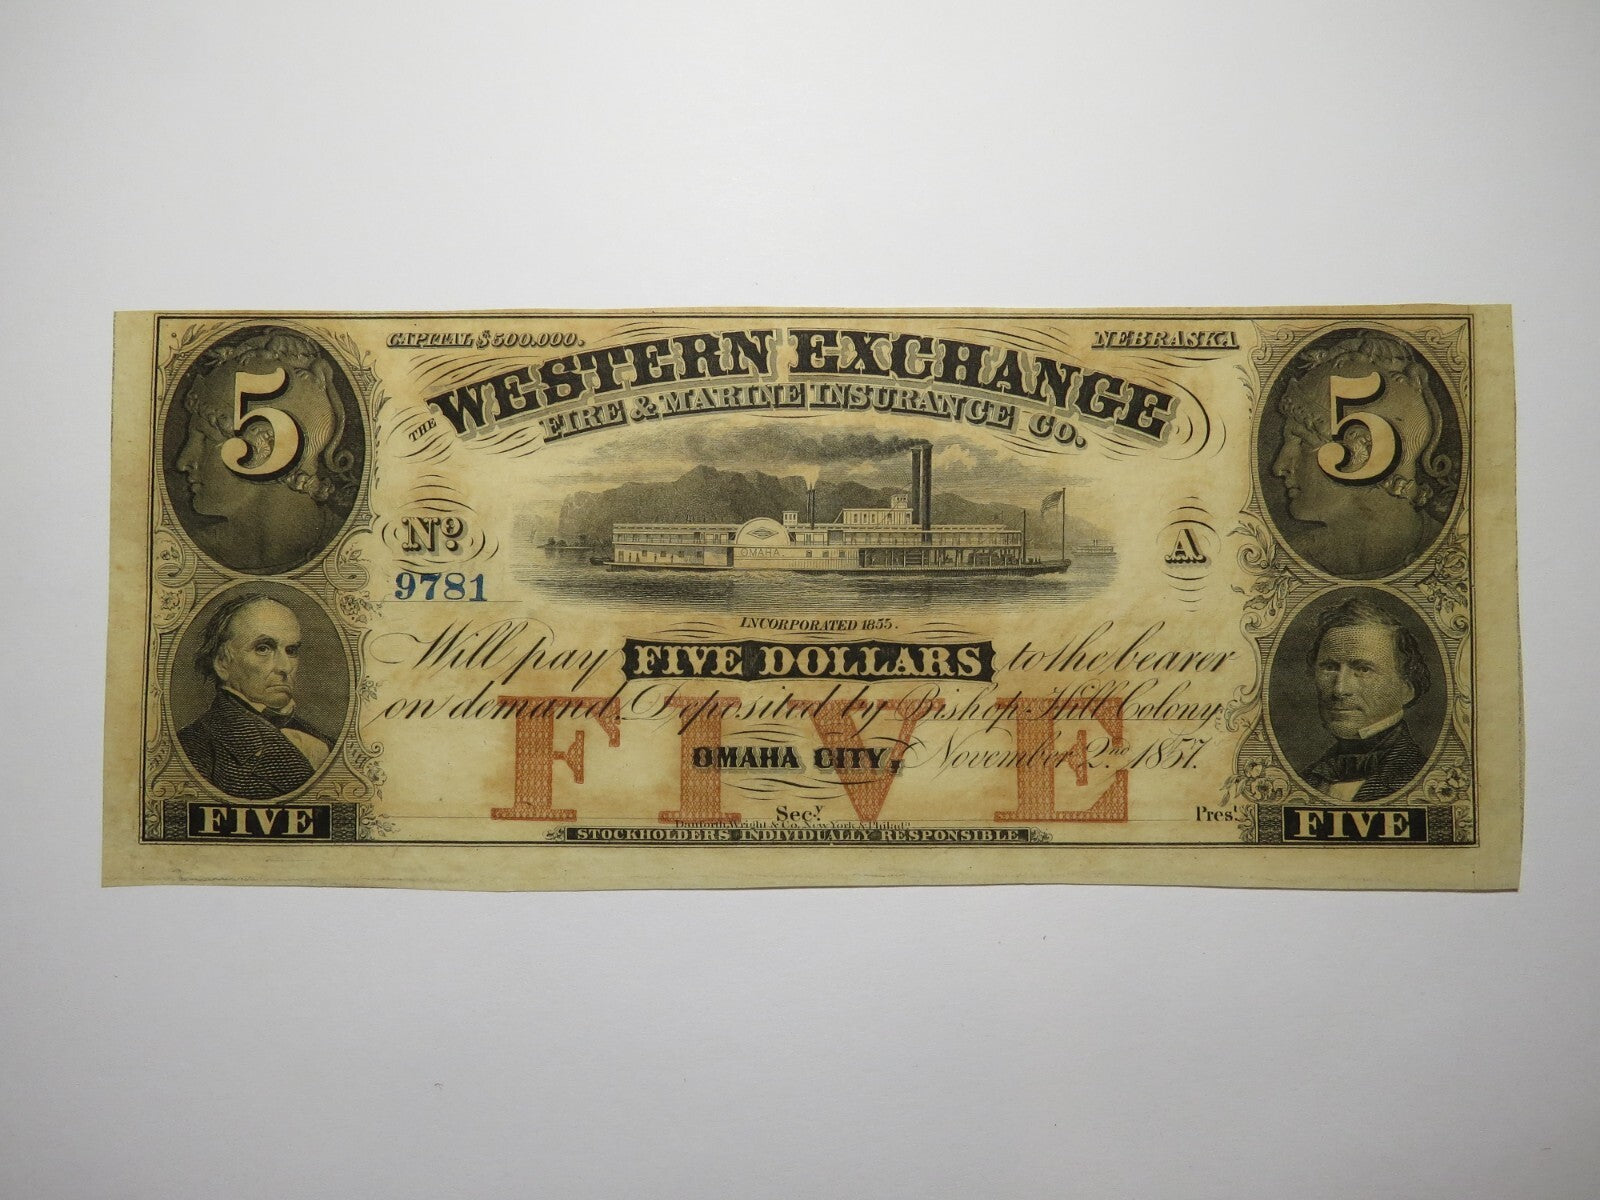 CAPITAL $500.000.
NEBRASKA
THE WESTERN EXCHANGE
FIRE & MARINE INSURANCE CO.
5
5
Nº
A
9781
OMAHA
INCORPORATED 1855.
Will pay FIVE DOLLARS to the bearer
on demand. Deposited by Bishop Hill Colony
FIVE
OMAHA CITY, November 2nd 1857.
Secy
Prest
Danforth, Wright & Co. New York & Philada
STOCKHOLDERS INDIVIDUALLY RESPONSIBLE.
FIVE
FIVE